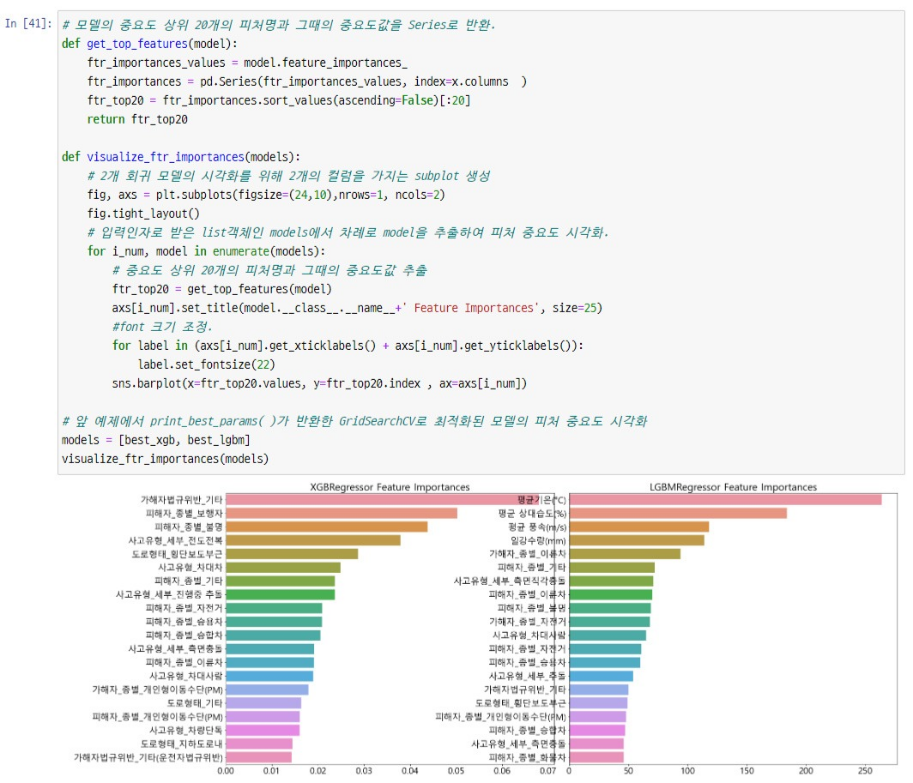 In [41]: # 모델의 중요도 상위 20개의 피처명과 그때의 중요도값을 Series로 반환.
def get_top_features(model):
    ftr_importances_values = model.feature_importances_
    ftr_importances = pd.Series(ftr_importances_values, index=x.columns  )
    ftr_top20 = ftr_importances.sort_values(ascending=False)[:20]
    return ftr_top20

def visualize_ftr_importances(models):
    # 2개 회귀 모델의 시각화를 위해 2개의 컬럼을 가지는 subplot 생성
    fig, axs = plt.subplots(figsize=(24,10),nrows=1, ncols=2)
    fig.tight_layout()
    # 입력인자로 받은 list객체인 models에서 차례로 model을 추출하여 피처 중요도 시각화.
    for i_num, model in enumerate(models):
        # 중요도 상위 20개의 피처명과 그때의 중요도값 추출
        ftr_top20 = get_top_features(model)
        axs[i_num].set_title(model.__class__.__name__+' Feature Importances', size=25)
        #font 크기 조정.
        for label in (axs[i_num].get_xticklabels() + axs[i_num].get_yticklabels()):
            label.set_fontsize(22)
        sns.barplot(x=ftr_top20.values, y=ftr_top20.index , ax=axs[i_num])

# 앞 예제에서 print_best_params( )가 반환한 GridSearchCV로 최적화된 모델의 피처 중요도 시각화
models = [best_xgb, best_lgbm]
visualize_ftr_importances(models)
XGBRegressor Feature Importances
가해자법규위반_기타
피해자_종별_보행자
피해자_종별_불명
사고유형_세부_전도전복
도로형태_횡단보도부근
사고유형_차대차
피해자_종별_기타
사고유형_세부_진행중 추돌
피해자_종별_자전거
피해자_종별_승용차
피해자_종별_승합차
사고유형_세부_측면충돌
피해자_종별_이륜차
사고유형_차대사람
가해자_종별_개인형이동수단(PM)
도로형태_기타
피해자_종별_개인형이동수단(PM)
사고유형_차량단독
도로형태_지하도로내
가해자법규위반_기타(운전자법규위반)
0.00 0.01 0.02 0.03 0.04 0.05 0.06 0.07
LGBMRegressor Feature Importances
평균기온(°C)
평균 상대습도(%)
평균 풍속(m/s)
일강수량(mm)
가해자_종별_이륜차
피해자_종별_기타
사고유형_세부_측면직각충돌
피해자_종별_이륜차
피해자_종별_불명
가해자_종별_자전거
사고유형_차대사람
피해자_종별_자전거
피해자_종별_승용차
사고유형_세부_추돌
가해자법규위반_기타
도로형태_횡단보도부근
피해자_종별_개인형이동수단(PM)
피해자_종별_승합차
사고유형_세부_측면충돌
피해자_종별_화물차
0 50 100 150 200 250